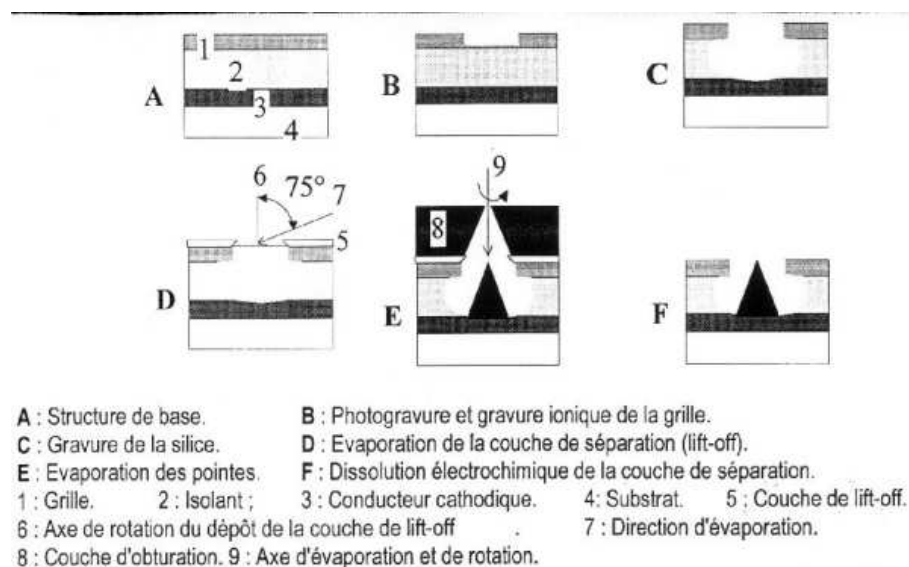 1
2
3
4
A
B
C
6
75°
7
5
D
9
8
E
F
A : Structure de base. B : Photogravure et gravure ionique de la grille.
C : Gravure de la silice. D : Evaporation de la couche de séparation (lift-off).
E : Evaporation des pointes. F : Dissolution électrochimique de la couche de séparation.
1 : Grille. 2 : Isolant ; 3 : Conducteur cathodique. 4: Substrat. 5 ; Couche de lift-off.
6 : Axe de rotation du dépôt de la couche de lift-off . 7 : Direction d'évaporation.
8 : Couche d'obturation. 9 : Axe d'évaporation et de rotation.